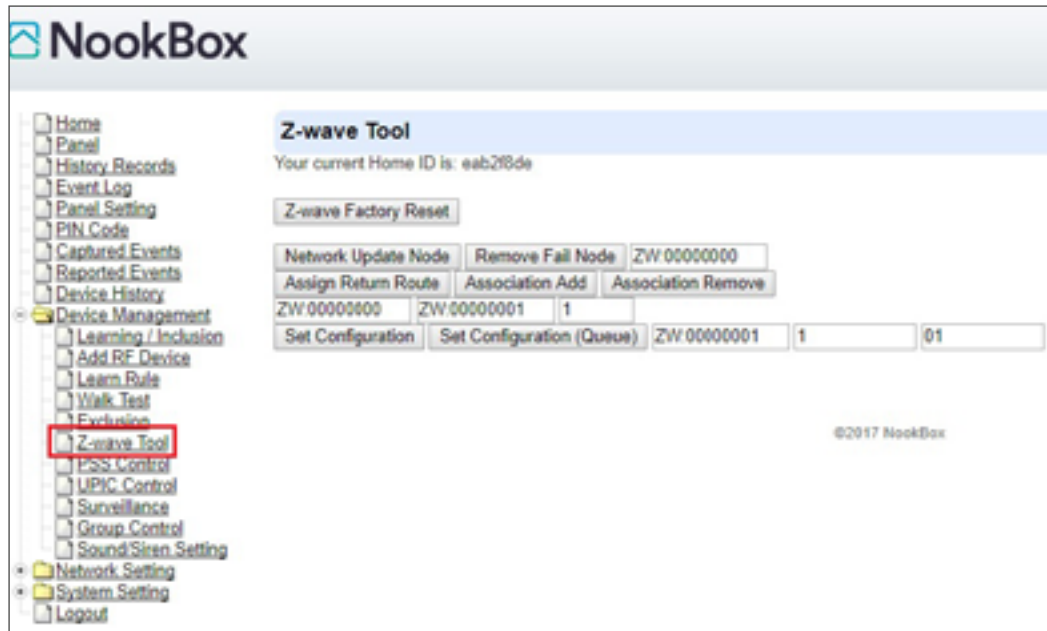 NookBox
Home
Panel
History Records
Event Log
Panel Setting
PIN Code
Captured Events
Reported Events
Device History
Device Management
Learning / Inclusion
Add RF Device
Learn Rule
Walk Test
Exclusion
Z-wave Tool
PSS Control
UPIC Control
Surveillance
Group Control
Sound/Siren Setting
Network Setting
System Setting
Logout
Z-wave Tool
Your current Home ID is: eab2f8de
Z-wave Factory Reset
Network Update Node Remove Fail Node ZW:00000000
Assign Return Route Association Add Association Remove
ZW:00000000 ZW:00000001 1
Set Configuration Set Configuration (Queue) ZW:00000001 1 01
©2017 NookBox